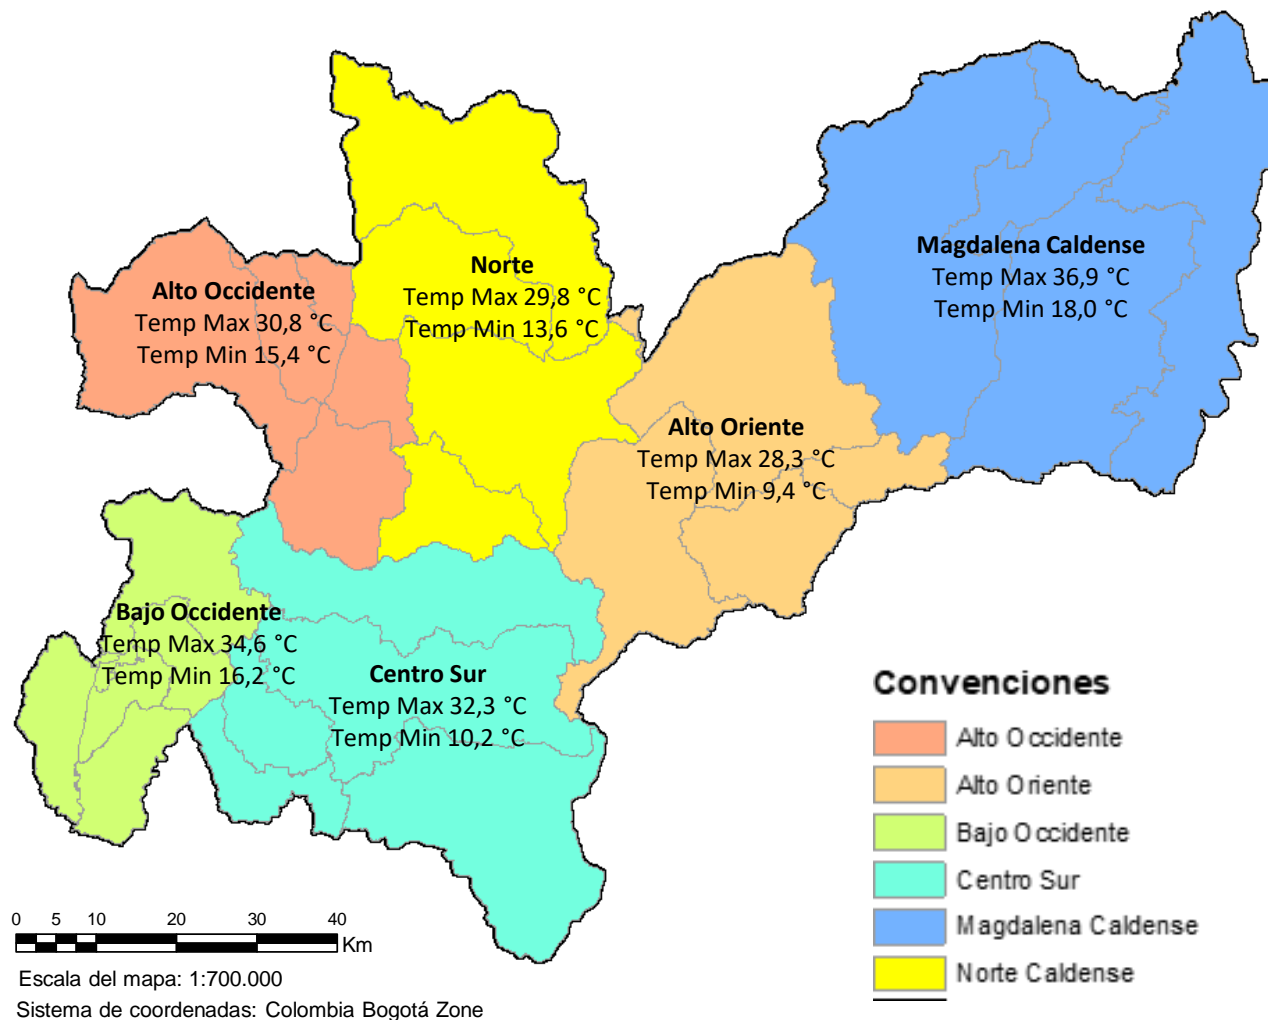 Magdalena Caldense
Temp Max 36,9 °C
Temp Min 18,0 °C
Norte
Temp Max 29,8 °C
Temp Min 13,6 °C
Alto Occidente
Temp Max 30,8 °C
Temp Min 15,4 °C
Alto Oriente
Temp Max 28,3 °C
Temp Min 9,4 °C
Bajo Occidente
Temp Max 34,6 °C
Temp Min 16,2 °C
Centro Sur
Temp Max 32,3 °C
Temp Min 10,2 °C
Convenciones
Alto Occidente
Alto Oriente
Bajo Occidente
Centro Sur
Magdalena Caldense
Norte Caldense
0 5 10 20 30 40
Km
Escala del mapa: 1:700.000
Sistema de coordenadas: Colombia Bogotá Zone